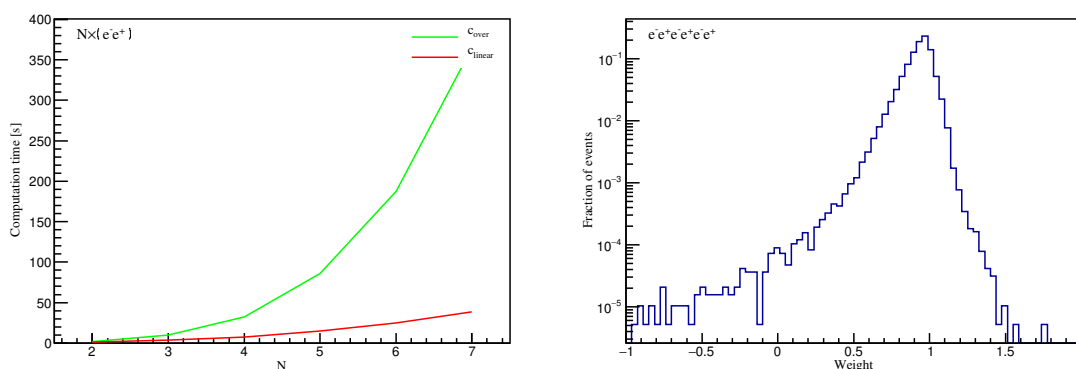 N×(e⁻e⁺)
c_over
c_linear
400
350
300
250
200
150
100
50
0
Computation time [s]
2 3 4 5 6 7
N
e⁻e⁺e⁻e⁺e⁻e⁺
10⁻¹
10⁻²
10⁻³
10⁻⁴
10⁻⁵
Fraction of events
−1 −0.5 0 0.5 1 1.5
Weight